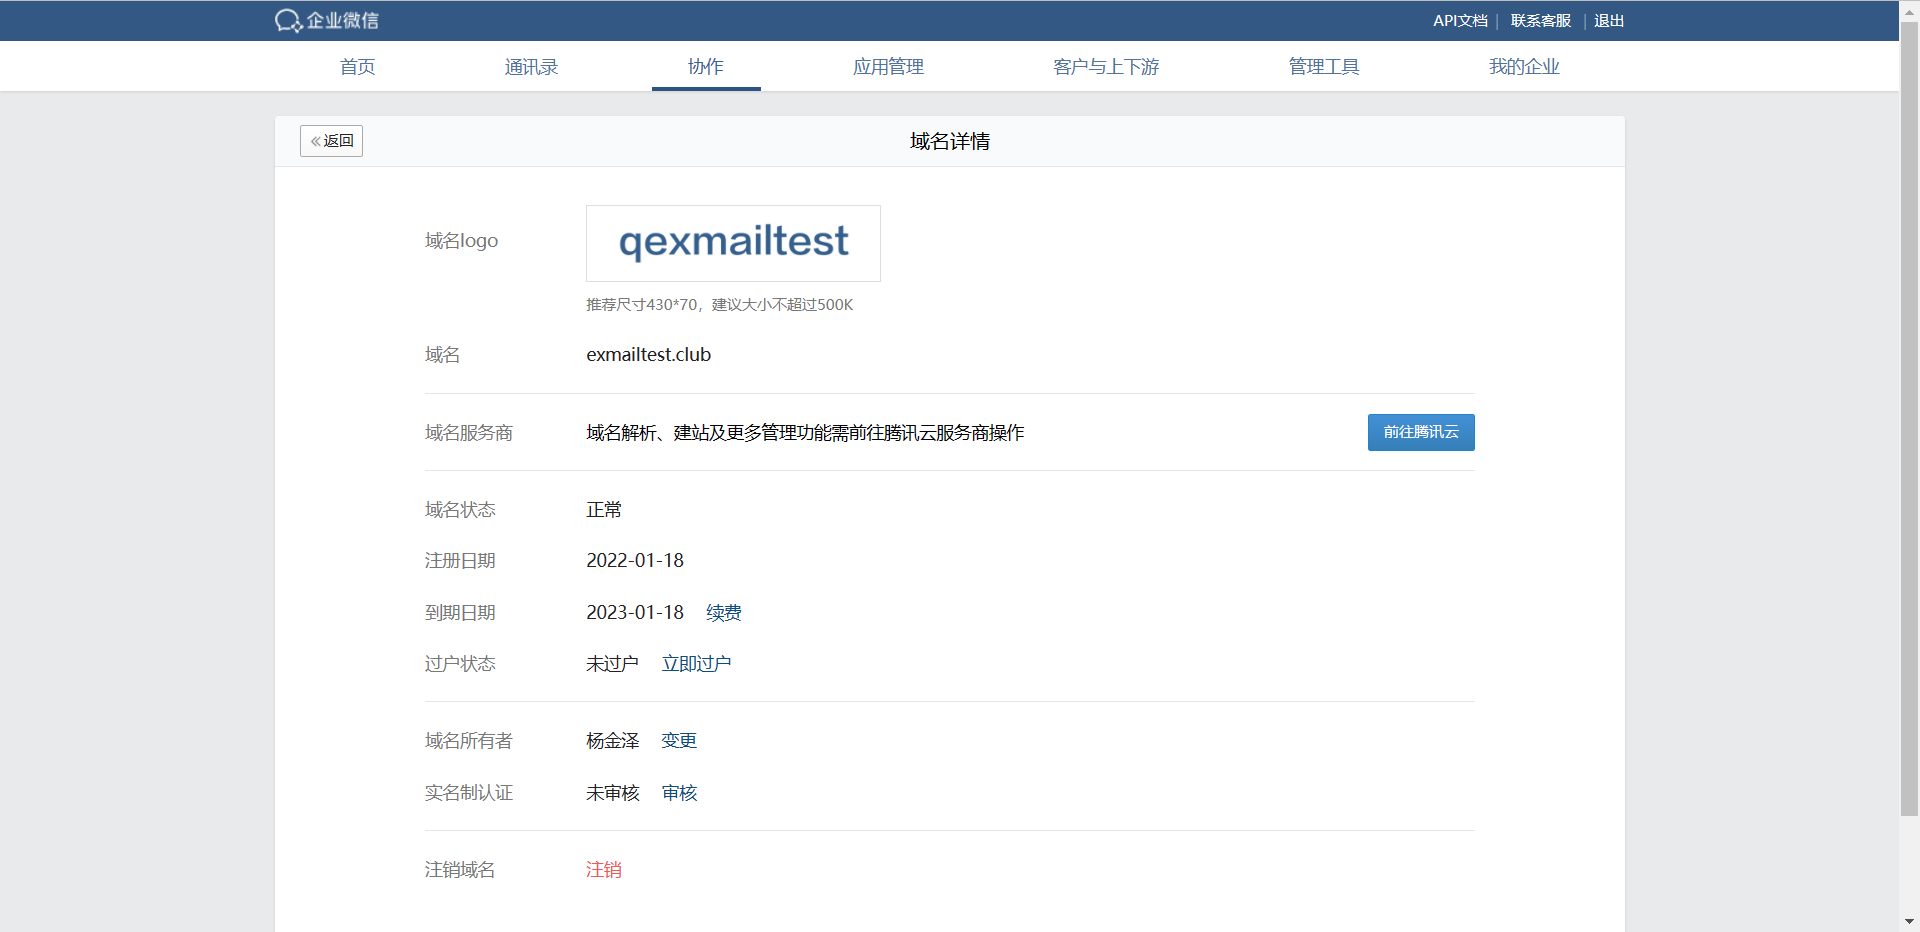 企业微信
API文档 | 联系客服 | 退出
首页 通讯录 协作 应用管理 客户与上下游 管理工具 我的企业
«返回 域名详情
域名logo qexmailtest
推荐尺寸430*70，建议大小不超过500K
域名 exmailtest.club
域名服务商 域名解析、建站及更多管理功能需前往腾讯云服务商操作 前往腾讯云
域名状态 正常
注册日期 2022-01-18
到期日期 2023-01-18 续费
过户状态 未过户 立即过户
域名所有者 杨金泽 变更
实名制认证 未审核 审核
注销域名 注销